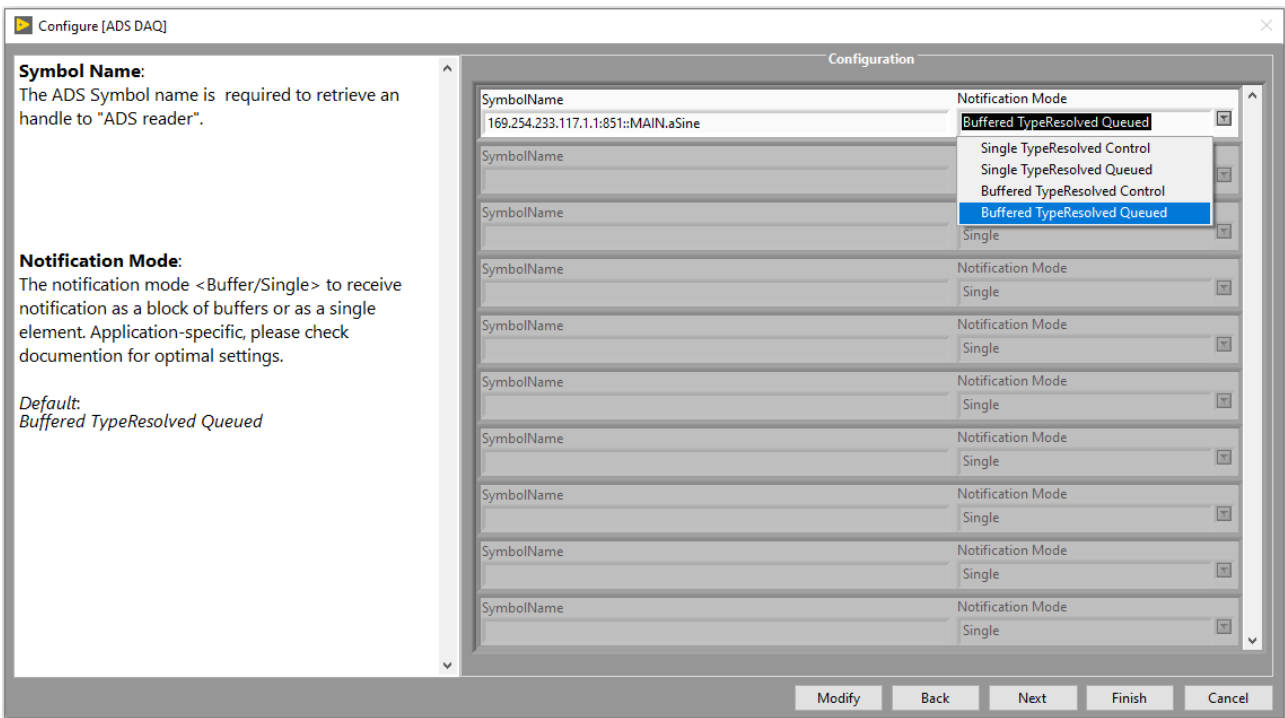 Configure [ADS DAQ]
Symbol Name:
The ADS Symbol name is  required to retrieve an
handle to "ADS reader".
Notification Mode:
The notification mode <Buffer/Single> to receive
notification as a block of buffers or as a single
element. Application-specific, please check
documention for optimal settings.
Default:
Buffered TypeResolved Queued
Configuration
SymbolName
Notification Mode
169.254.233.117.1.1:851::MAIN.aSine
Buffered TypeResolved Queued
Single TypeResolved Control
Single TypeResolved Queued
Buffered TypeResolved Control
Buffered TypeResolved Queued
SymbolName
SymbolName
Single
SymbolName
Notification Mode
Single
SymbolName
Notification Mode
Single
SymbolName
Notification Mode
Single
SymbolName
Notification Mode
Single
SymbolName
Notification Mode
Single
SymbolName
Notification Mode
Single
SymbolName
Notification Mode
Single
Modify
Back
Next
Finish
Cancel